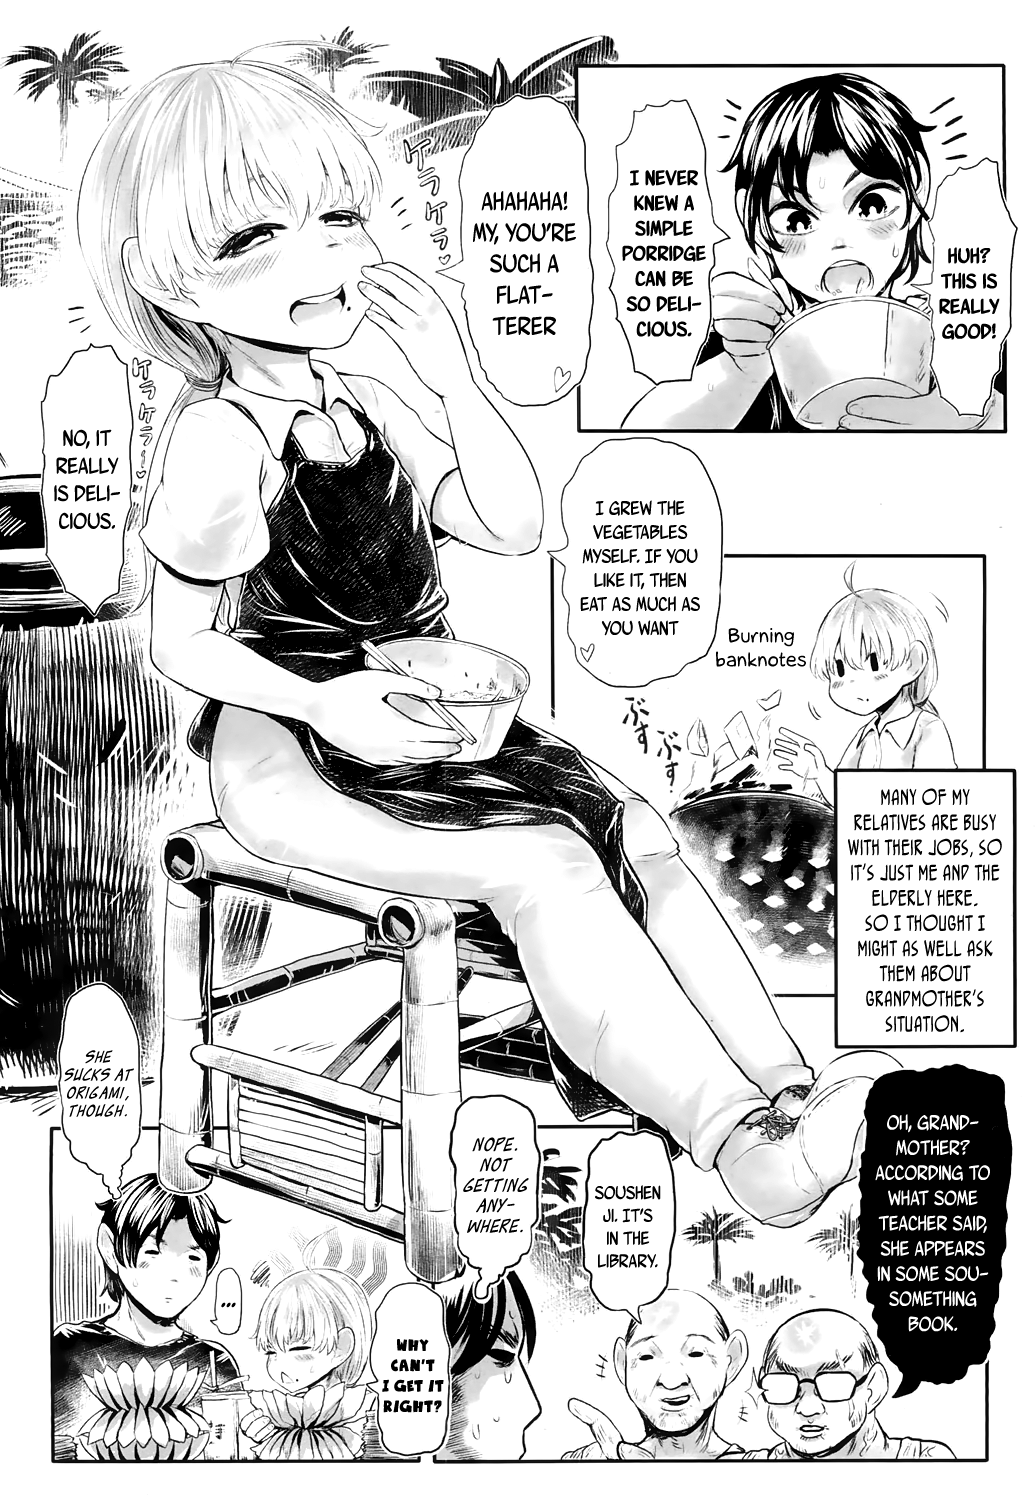 HUH?
THIS IS
REALLY
GOOD!
I NEVER
KNEW A
SIMPLE
PORRIDGE
CAN BE
SO DELI-
CIOUS.
ケラケラ♡
AHAHAHA!
MY, YOU'RE
SUCH A
FLAT-
TERER
♡
ケラケラ～♡
NO, IT
REALLY
IS DELI-
CIOUS.
I GREW THE
VEGETABLES
MYSELF. IF YOU
LIKE IT, THEN
EAT AS MUCH AS
YOU WANT
♡
Burning
banknotes
ぶすぶす
MANY OF MY
RELATIVES ARE BUSY
WITH THEIR JOBS, SO
IT'S JUST ME AND THE
ELDERLY HERE.
SO I THOUGHT I
MIGHT AS WELL ASK
THEM ABOUT
GRANDMOTHER'S
SITUATION.
OH, GRAND-
MOTHER?
ACCORDING TO
WHAT SOME
TEACHER SAID,
SHE APPEARS
IN SOME SOU-
SOMETHING
BOOK.
SOUSHEN
JI. IT'S
IN THE
LIBRARY.
NOPE.
NOT
GETTING
ANY-
WHERE.
WHY
CAN'T
I GET IT
RIGHT?
...
SHE
SUCKS AT
ORIGAMI,
THOUGH.